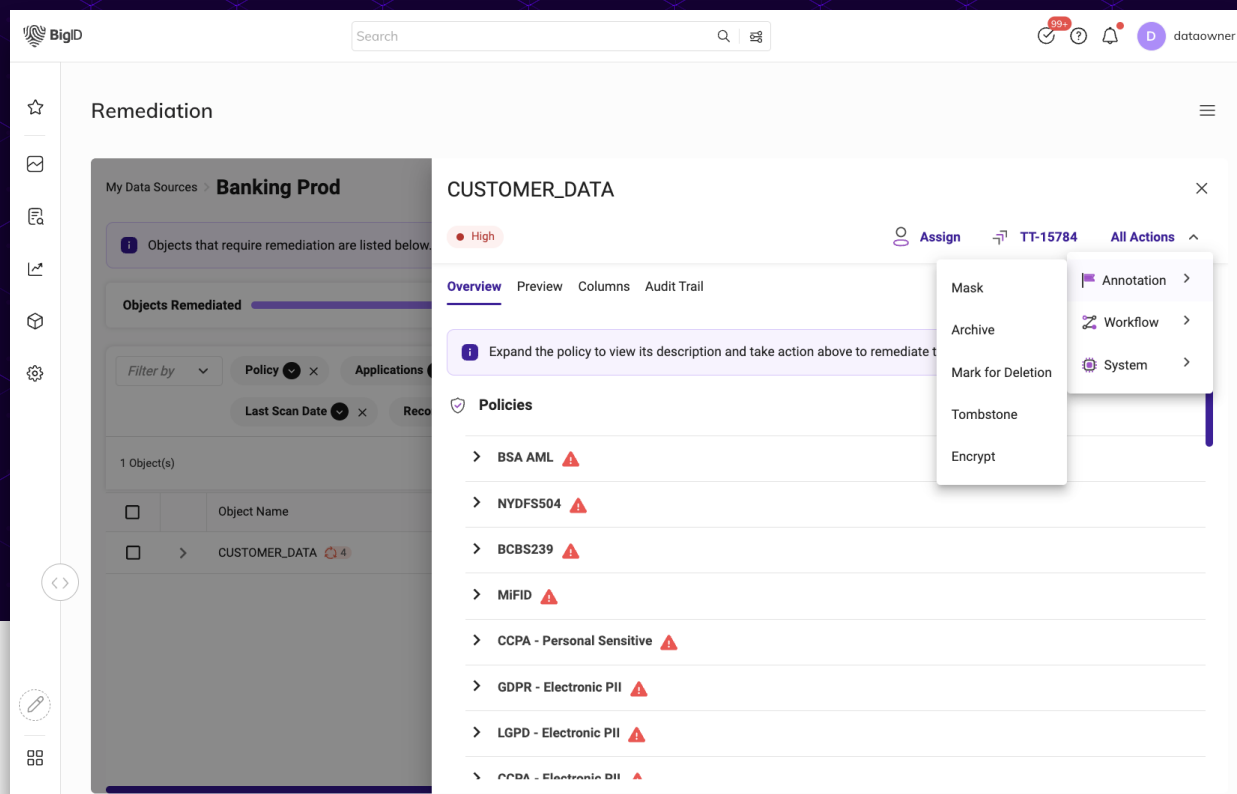 BigID
Search
99+
D
dataowner
Remediation
My Data Sources > Banking Prod
Objects that require remediation are listed below.
Objects Remediated
Filter by
Policy
Applications
Last Scan Date
Reco
1 Object(s)
Object Name
CUSTOMER_DATA 4
CUSTOMER_DATA
High
Assign
TT-15784
All Actions
Annotation
Workflow
System
Mask
Archive
Mark for Deletion
Tombstone
Encrypt
Overview Preview Columns Audit Trail
Expand the policy to view its description and take action above to remediate t
Policies
BSA AML
NYDFS504
BCBS239
MiFID
CCPA - Personal Sensitive
GDPR - Electronic PII
LGPD - Electronic PII
CCPA - Electronic PII